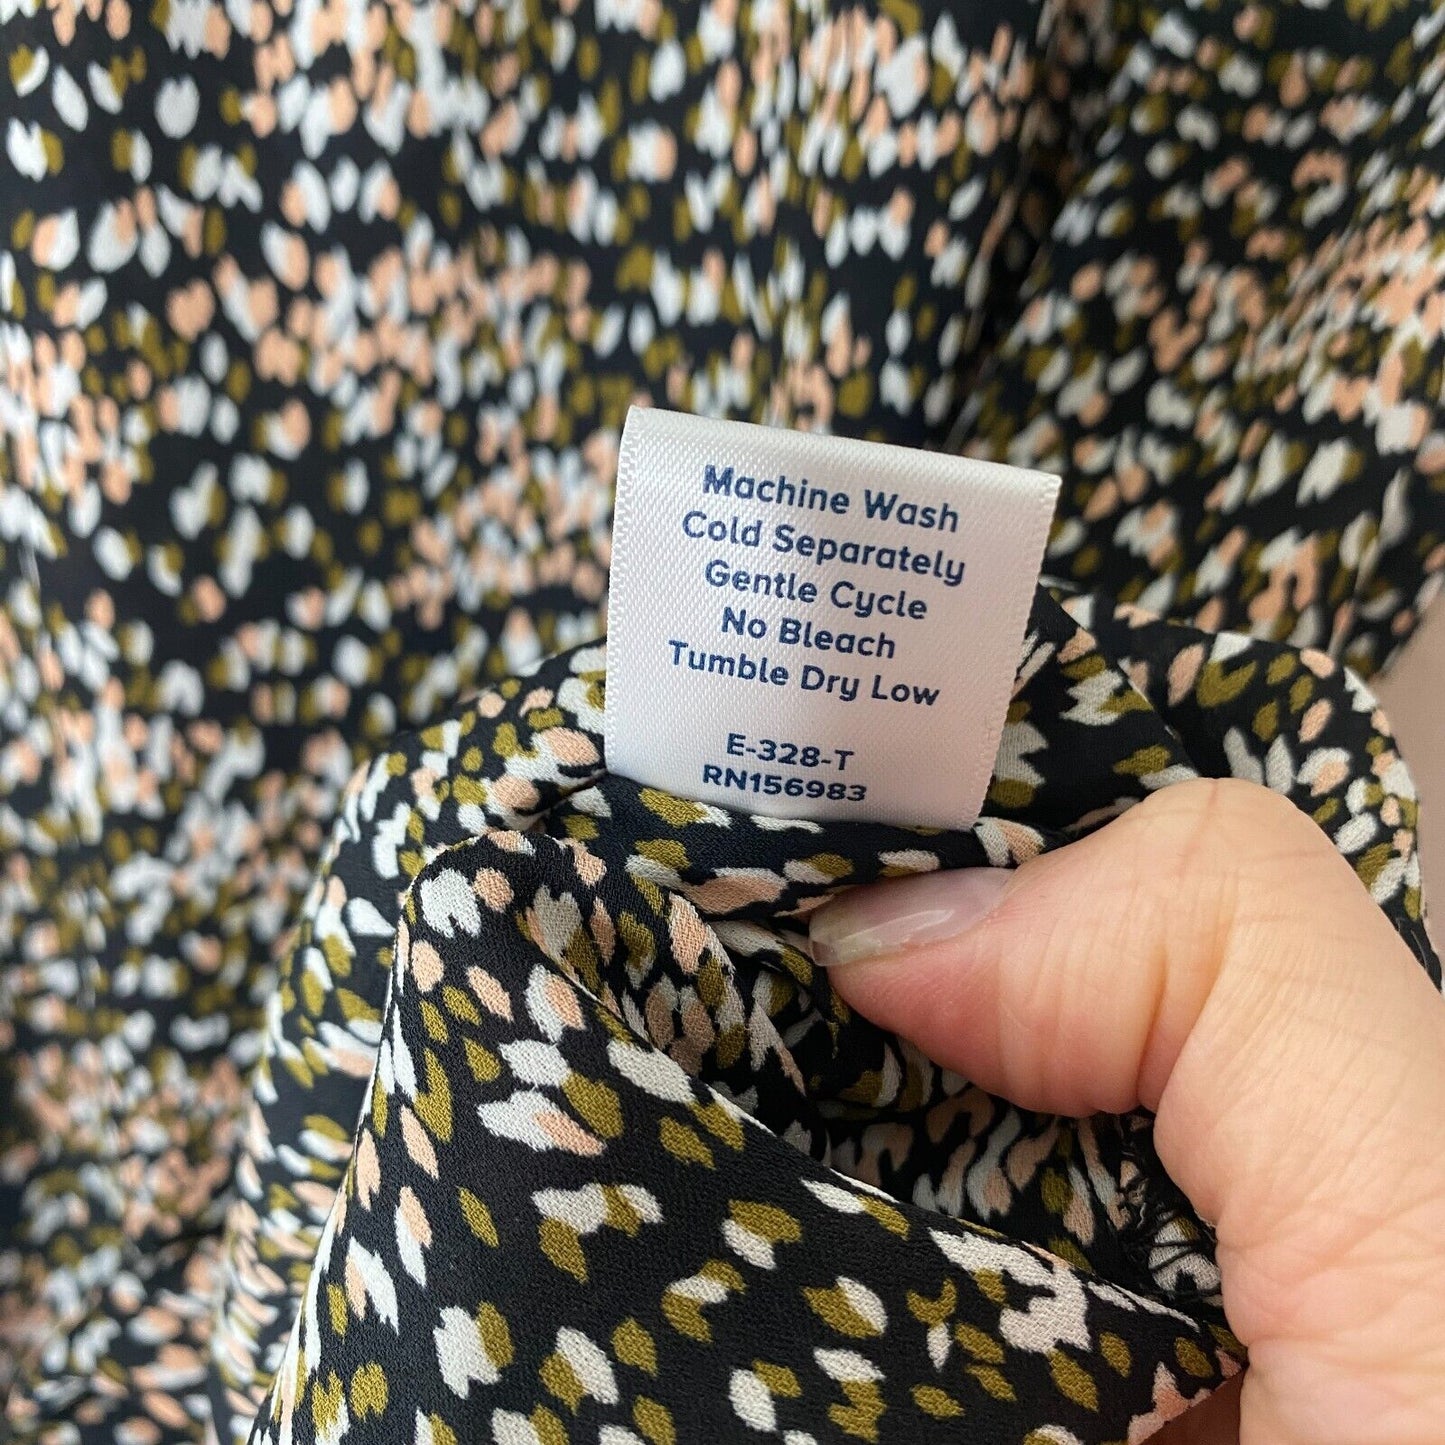 Machine Wash
Cold Separately
Gentle Cycle
No Bleach
Tumble Dry Low
E-328-T
RN156983